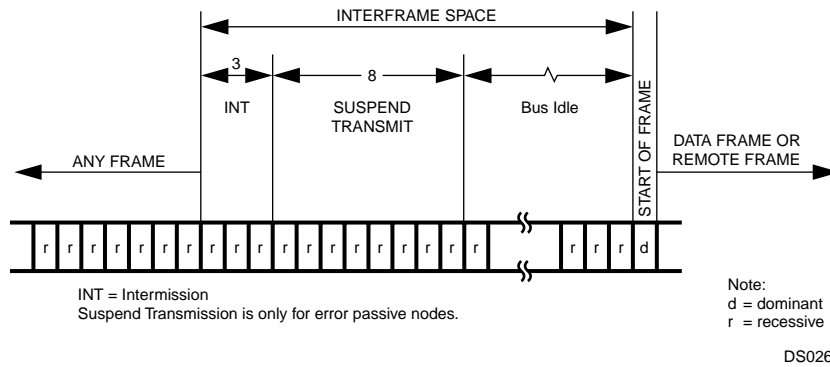 INTERFRAME SPACE
3
8
INT
SUSPEND
TRANSMIT
Bus Idle
START OF FRAME
ANY FRAME
DATA FRAME OR
REMOTE FRAME
r r r r r r r r r r r r r r r r r r r r r r d
INT = Intermission
Suspend Transmission is only for error passive nodes.
Note:
d = dominant
r = recessive
DS026